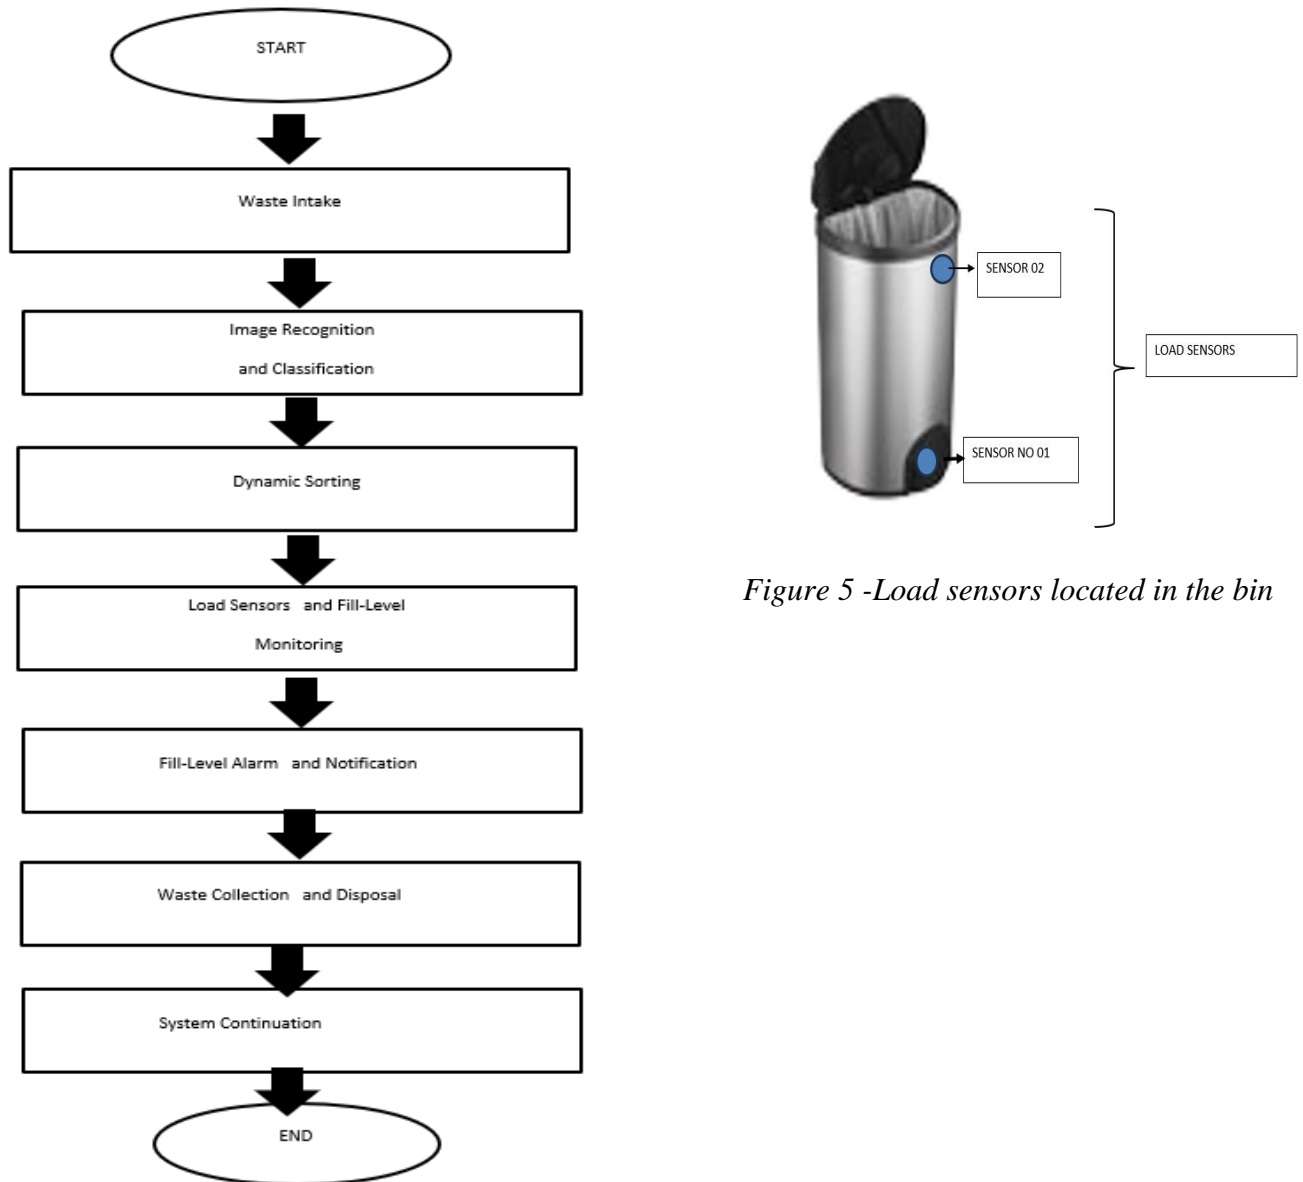 START
Waste Intake
Image Recognition
and Classification
Dynamic Sorting
Load Sensors and Fill-Level
Monitoring
Fill-Level Alarm and Notification
Waste Collection and Disposal
System Continuation
END
SENSOR 02
LOAD SENSORS
SENSOR NO 01
Figure 5 -Load sensors located in the bin